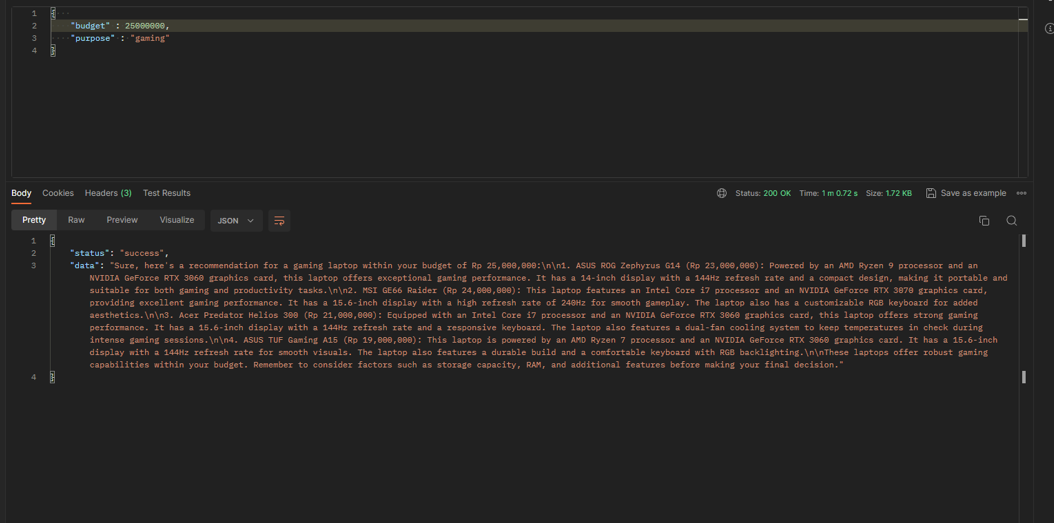 1 {
2 "budget" : 25000000,
3 "purpose" : "gaming"
4 }
Body Cookies Headers (3) Test Results Status: 200 OK Time: 1 m 0.72 s Size: 1.72 KB Save as example
Pretty Raw Preview Visualize JSON
1 {
2 "status": "success",
3 "data": "Sure, here's a recommendation for a gaming laptop within your budget of Rp 25,000,000:\n\n1. ASUS ROG Zephyrus G14 (Rp 23,000,000): Powered by an AMD Ryzen 9 processor and an
NVIDIA GeForce RTX 3060 graphics card, this laptop offers exceptional gaming performance. It has a 14-inch display with a 144Hz refresh rate and a compact design, making it portable and
suitable for both gaming and productivity tasks.\n\n2. MSI GE66 Raider (Rp 24,000,000): This laptop features an Intel Core i7 processor and an NVIDIA GeForce RTX 3070 graphics card,
providing excellent gaming performance. It has a 15.6-inch display with a high refresh rate of 240Hz for smooth gameplay. The laptop also has a customizable RGB keyboard for added
aesthetics.\n\n3. Acer Predator Helios 300 (Rp 21,000,000): Equipped with an Intel Core i7 processor and an NVIDIA GeForce RTX 3060 graphics card, this laptop offers strong gaming
performance. It has a 15.6-inch display with a 144Hz refresh rate and a responsive keyboard. The laptop also features a dual-fan cooling system to keep temperatures in check during
intense gaming sessions.\n\n4. ASUS TUF Gaming A15 (Rp 19,000,000): This laptop is powered by an AMD Ryzen 7 processor and an NVIDIA GeForce RTX 3060 graphics card. It has a 15.6-inch
display with a 144Hz refresh rate for smooth visuals. The laptop also features a durable build and a comfortable keyboard with RGB backlighting.\n\nThese laptops offer robust gaming
capabilities within your budget. Remember to consider factors such as storage capacity, RAM, and additional features before making your final decision."
4 }